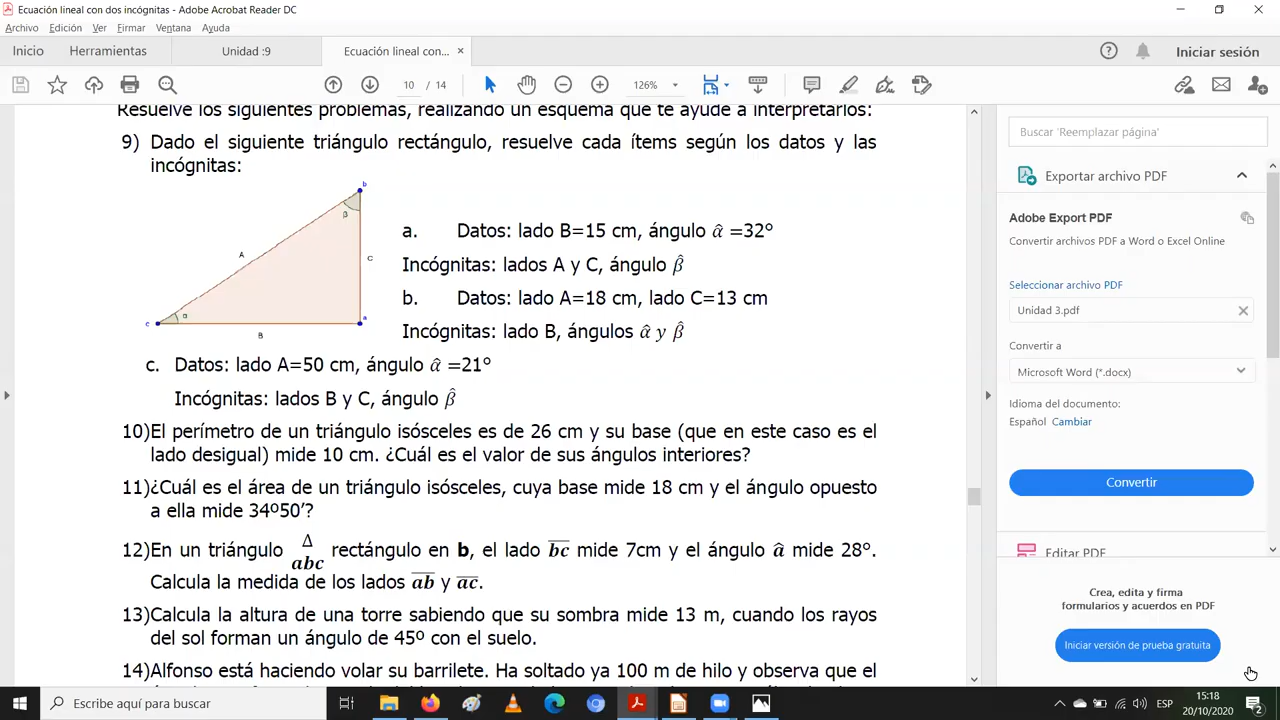 Ecuación lineal con dos incógnitas - Adobe Acrobat Reader DC
Archivo Edición Ver Firmar Ventana Ayuda
Inicio Herramientas Unidad :9 Ecuación lineal con... × Iniciar sesión
10 / 14 126%
Resuelve los siguientes problemas, realizando un esquema que te ayude a interpretarlos:
9) Dado el siguiente triángulo rectángulo, resuelve cada ítems según los datos y las
incógnitas:
b
β
A
C
c
α
a
B
a. Datos: lado B=15 cm, ángulo α̂ =32º
Incógnitas: lados A y C, ángulo β̂
b. Datos: lado A=18 cm, lado C=13 cm
Incógnitas: lado B, ángulos α̂ y β̂
c. Datos: lado A=50 cm, ángulo α̂ =21º
Incógnitas: lados B y C, ángulo β̂
10)El perímetro de un triángulo isósceles es de 26 cm y su base (que en este caso es el
lado desigual) mide 10 cm. ¿Cuál es el valor de sus ángulos interiores?
11)¿Cuál es el área de un triángulo isósceles, cuya base mide 18 cm y el ángulo opuesto
a ella mide 34º50’?
12)En un triángulo Δabc rectángulo en b, el lado b̅c̅ mide 7cm y el ángulo â mide 28º.
Calcula la medida de los lados a̅b̅ y a̅c̅.
13)Calcula la altura de una torre sabiendo que su sombra mide 13 m, cuando los rayos
del sol forman un ángulo de 45º con el suelo.
14)Alfonso está haciendo volar su barrilete. Ha soltado ya 100 m de hilo y observa que el
Buscar 'Reemplazar página'
Exportar archivo PDF
Adobe Export PDF
Convertir archivos PDF a Word o Excel Online
Seleccionar archivo PDF
Unidad 3.pdf
Convertir a
Microsoft Word (*.docx)
Idioma del documento:
Español Cambiar
Convertir
Editar PDF
Crea, edita y firma
formularios y acuerdos en PDF
Iniciar versión de prueba gratuita
Escribe aquí para buscar
ESP
15:18
20/10/2020
2